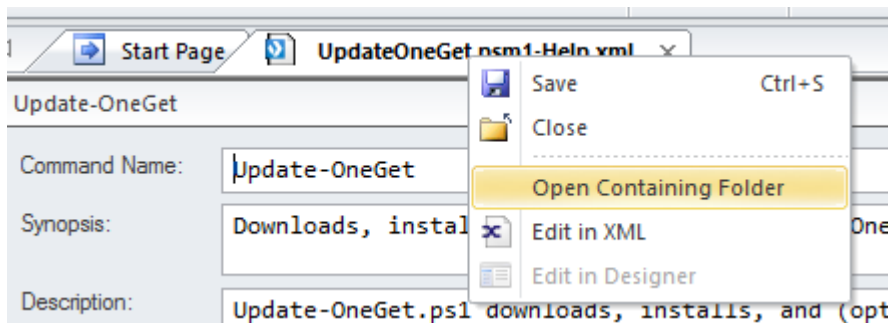 Start Page
UpdateOneGet.psm1-Help.xml
Update-OneGet
Save Ctrl+S
Close
Command Name: Update-OneGet
Open Containing Folder
Synopsis: Downloads, instal
Edit in XML
Edit in Designer
Description: Update-OneGet.ps1 downloads, installs, and (opt